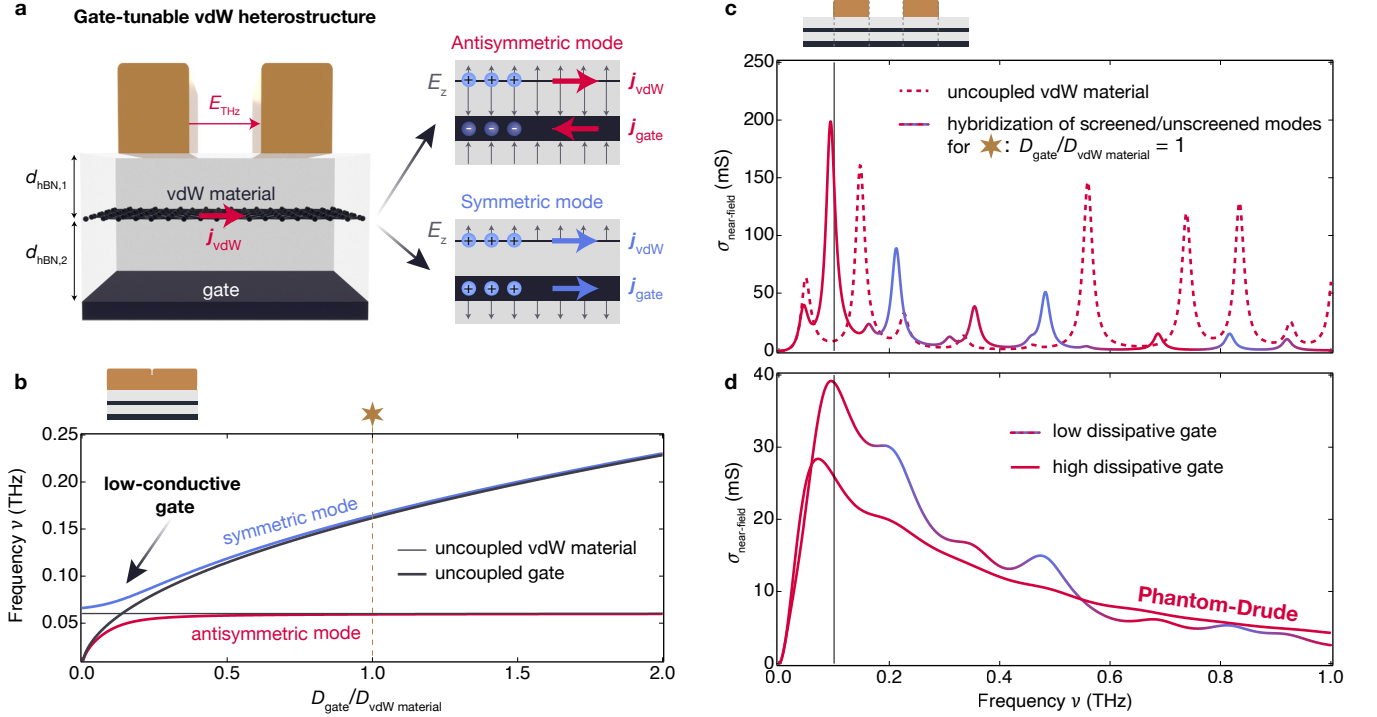 a
Gate-tunable vdW heterostructure
E_THz
d_hBN,1
vdW material
j_vdW
d_hBN,2
gate
Antisymmetric mode
E_z
j_vdW
+ + +
- - -
j_gate
Symmetric mode
E_z
j_vdW
+ + +
+ + +
j_gate
b
Frequency ν (THz)
0.25
0.20
0.15
0.10
0.05
low-conductive
gate
symmetric mode
uncoupled vdW material
uncoupled gate
antisymmetric mode
0.0 0.5 1.0 1.5 2.0
D_gate/D_vdW material
c
σ_near-field (mS)
250
200
150
100
50
0
uncoupled vdW material
hybridization of screened/unscreened modes
for : D_gate/D_vdW material = 1
d
σ_near-field (mS)
40
30
20
10
0
low dissipative gate
high dissipative gate
Phantom-Drude
0.0 0.2 0.4 0.6 0.8 1.0
Frequency ν (THz)